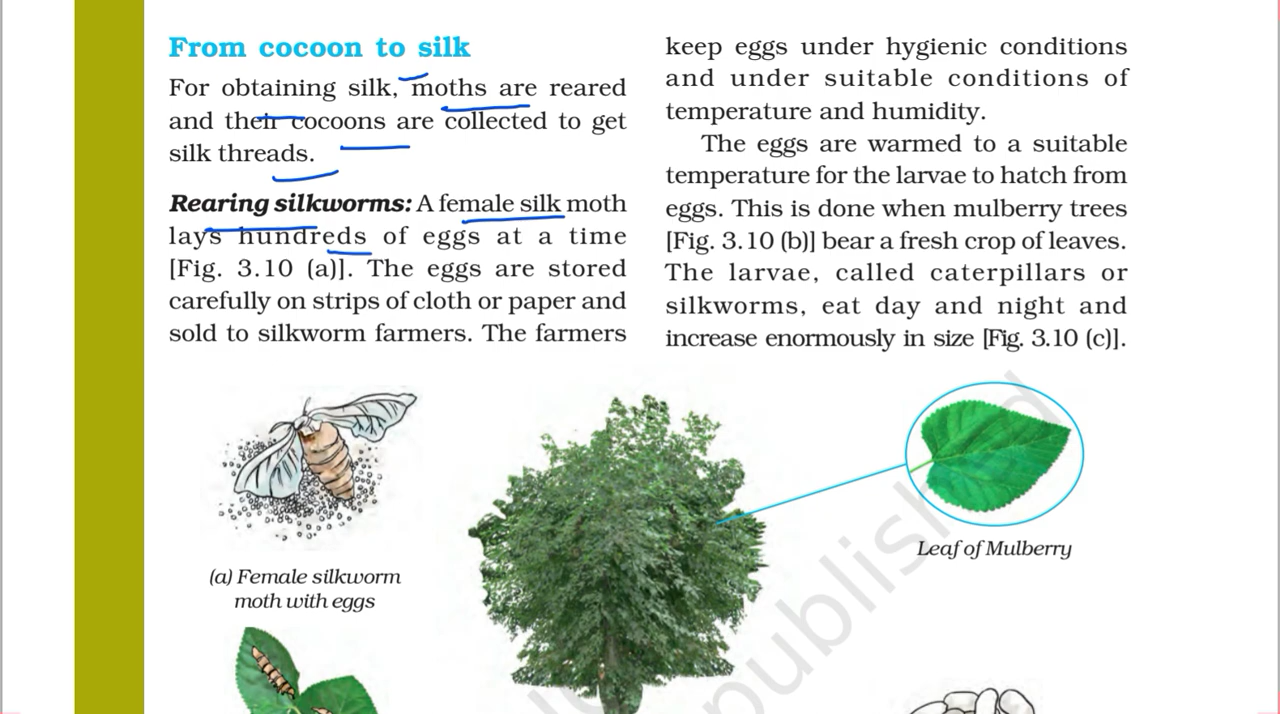 From cocoon to silk
For obtaining silk, moths are reared
and their cocoons are collected to get
silk threads.
Rearing silkworms: A female silk moth
lays hundreds of eggs at a time
[Fig. 3.10 (a)]. The eggs are stored
carefully on strips of cloth or paper and
sold to silkworm farmers. The farmers
keep eggs under hygienic conditions
and under suitable conditions of
temperature and humidity.
The eggs are warmed to a suitable
temperature for the larvae to hatch from
eggs. This is done when mulberry trees
[Fig. 3.10 (b)] bear a fresh crop of leaves.
The larvae, called caterpillars or
silkworms, eat day and night and
increase enormously in size [Fig. 3.10 (c)].
Leaf of Mulberry
(a) Female silkworm
moth with eggs